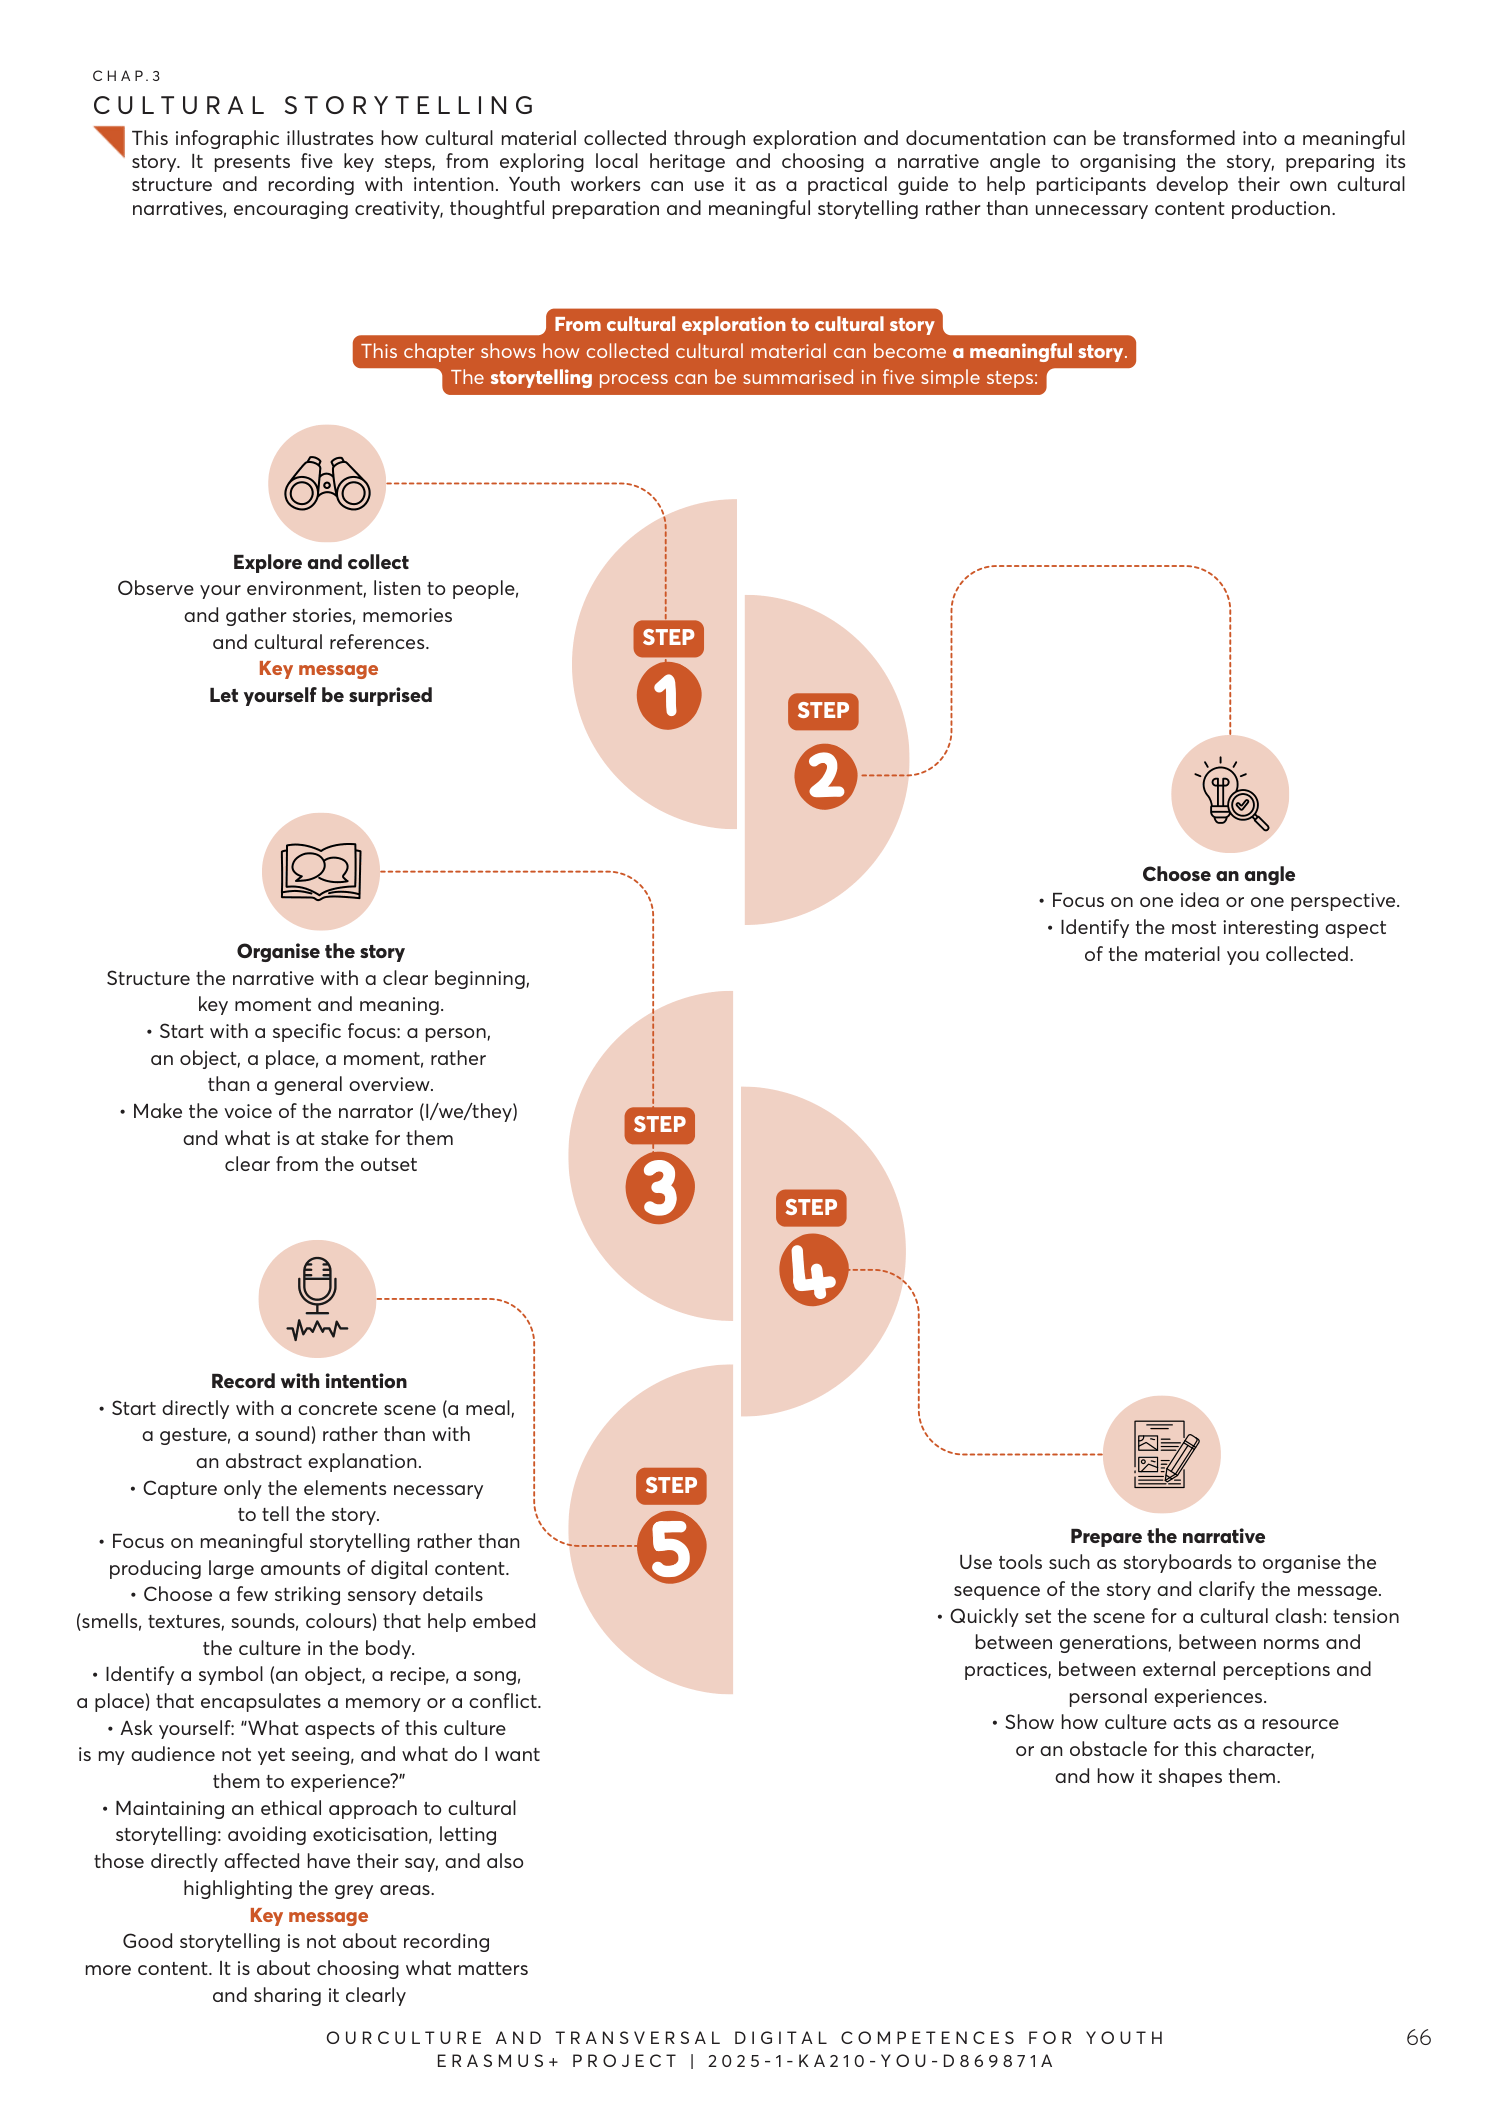 CHAP.3
CULTURAL STORYTELLING
This infographic illustrates how cultural material collected through exploration and documentation can be transformed into a meaningful
story. It presents five key steps, from exploring local heritage and choosing a narrative angle to organising the story, preparing its
structure and recording with intention. Youth workers can use it as a practical guide to help participants develop their own cultural
narratives, encouraging creativity, thoughtful preparation and meaningful storytelling rather than unnecessary content production.
From cultural exploration to cultural story
This chapter shows how collected cultural material can become a meaningful story.
The storytelling process can be summarised in five simple steps:
STEP
1
Explore and collect
Observe your environment, listen to people,
and gather stories, memories
and cultural references.
Key message
Let yourself be surprised
STEP
2
Choose an angle
• Focus on one idea or one perspective.
• Identify the most interesting aspect
of the material you collected.
STEP
3
Organise the story
Structure the narrative with a clear beginning,
key moment and meaning.
• Start with a specific focus: a person,
an object, a place, a moment, rather
than a general overview.
• Make the voice of the narrator (I/we/they)
and what is at stake for them
clear from the outset
STEP
4
Prepare the narrative
Use tools such as storyboards to organise the
sequence of the story and clarify the message.
• Quickly set the scene for a cultural clash: tension
between generations, between norms and
practices, between external perceptions and
personal experiences.
• Show how culture acts as a resource
or an obstacle for this character,
and how it shapes them.
STEP
5
Record with intention
• Start directly with a concrete scene (a meal,
a gesture, a sound) rather than with
an abstract explanation.
• Capture only the elements necessary
to tell the story.
• Focus on meaningful storytelling rather than
producing large amounts of digital content.
• Choose a few striking sensory details
(smells, textures, sounds, colours) that help embed
the culture in the body.
• Identify a symbol (an object, a recipe, a song,
a place) that encapsulates a memory or a conflict.
• Ask yourself: "What aspects of this culture
is my audience not yet seeing, and what do I want
them to experience?"
• Maintaining an ethical approach to cultural
storytelling: avoiding exoticisation, letting
those directly affected have their say, and also
highlighting the grey areas.
Key message
Good storytelling is not about recording
more content. It is about choosing what matters
and sharing it clearly
OURCULTURE AND TRANSVERSAL DIGITAL COMPETENCES FOR YOUTH
ERASMUS+ PROJECT | 2025-1-KA210-YOU-D869871A
66